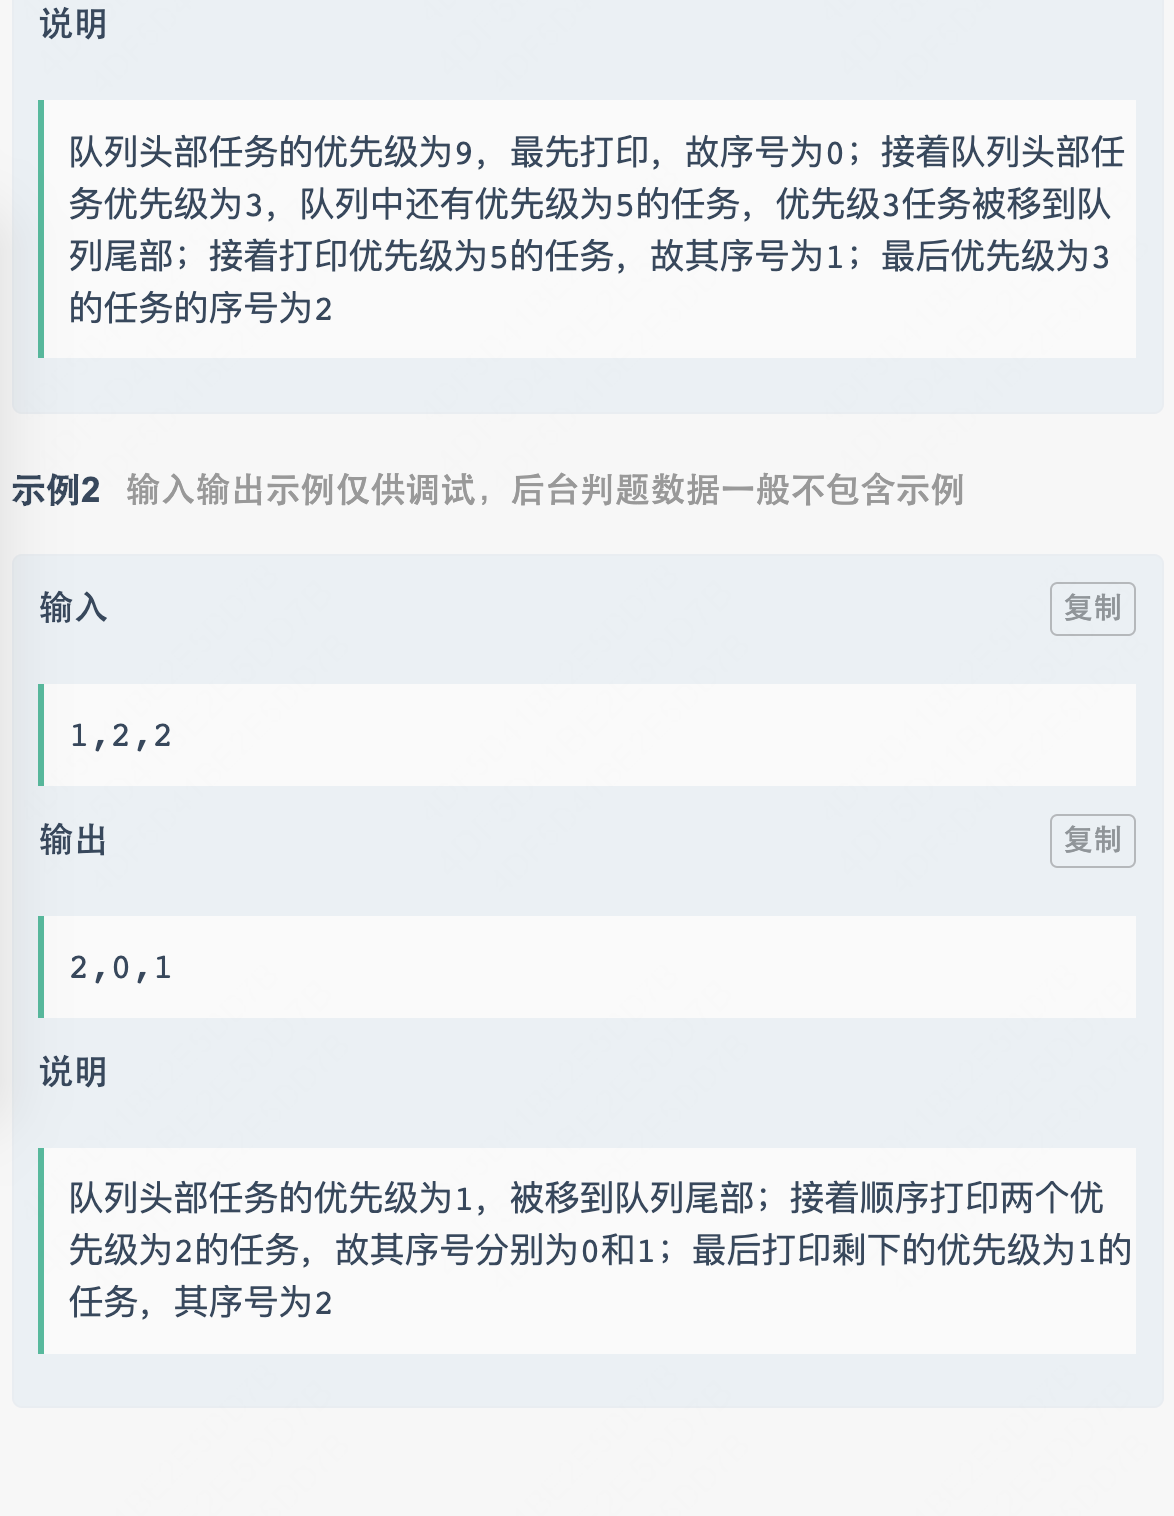 说明
队列头部任务的优先级为9，最先打印，故序号为0；接着队列头部任
务优先级为3，队列中还有优先级为5的任务，优先级3任务被移到队
列尾部；接着打印优先级为5的任务，故其序号为1；最后优先级为3
的任务的序号为2
示例2 输入输出示例仅供调试，后台判题数据一般不包含示例
输入 复制
1,2,2
输出 复制
2,0,1
说明
队列头部任务的优先级为1，被移到队列尾部；接着顺序打印两个优
先级为2的任务，故其序号分别为0和1；最后打印剩下的优先级为1的
任务，其序号为2